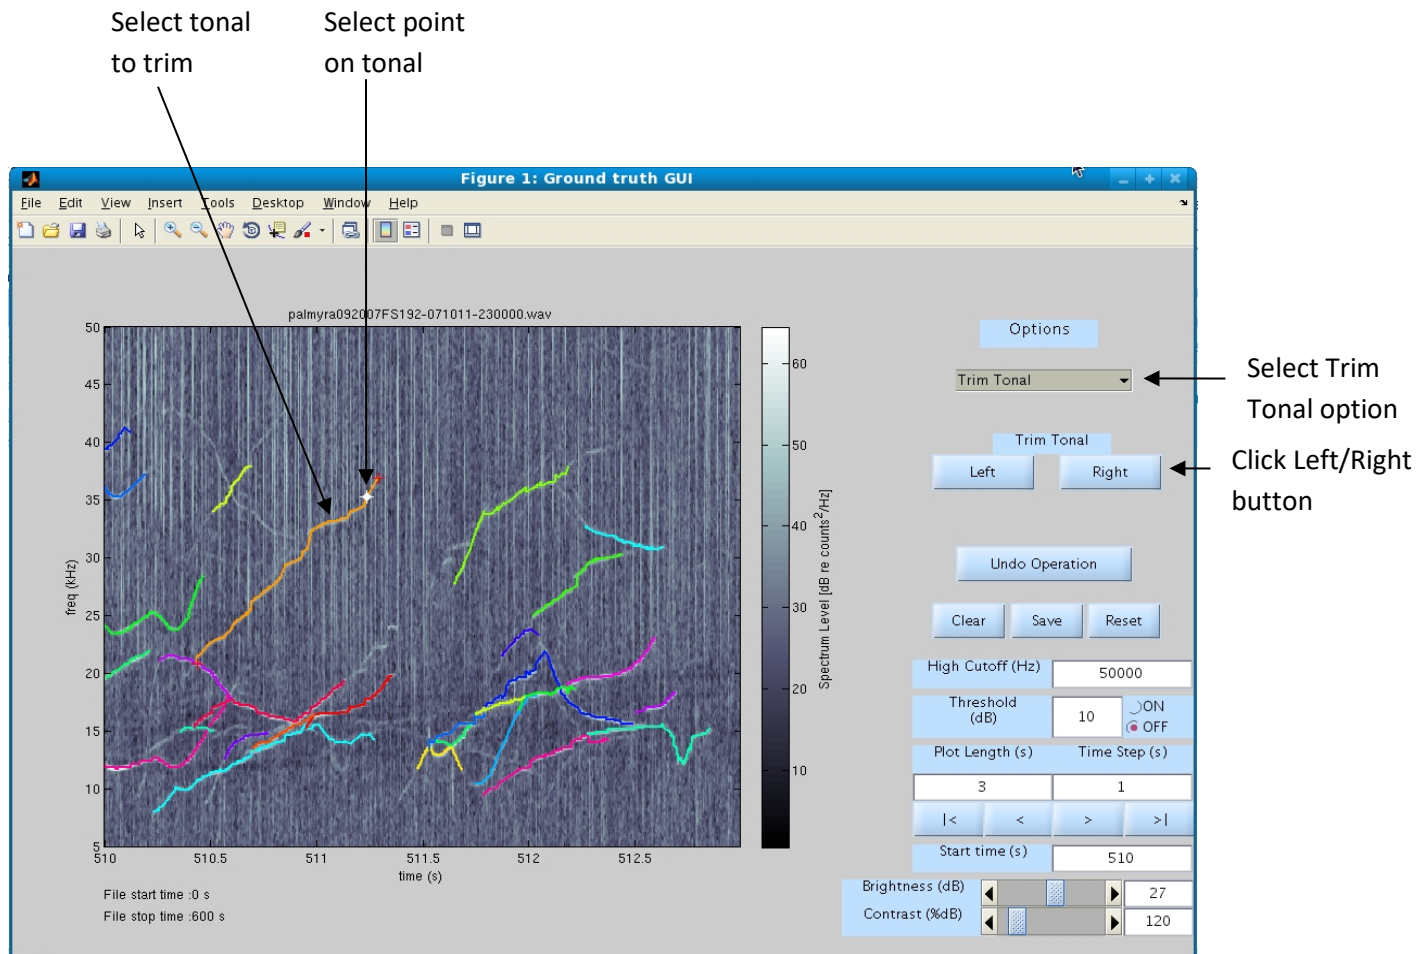 Select tonal
to trim
Select point
on tonal
Figure 1: Ground truth GUI
File Edit View Insert Tools Desktop Window Help
palmyra092007FS192-071011-230000.wav
50
45
40
35
30
25
20
15
10
5
freq (kHz)
510 510.5 511 511.5 512 512.5
time (s)
60
50
40
30
20
10
Spectrum Level [dB re counts²/Hz]
File start time :0 s
File stop time :600 s
Options
Trim Tonal
Select Trim
Tonal option
Trim Tonal
Left Right
Click Left/Right
button
Undo Operation
Clear Save Reset
High Cutoff (Hz) 50000
Threshold
(dB) 10 ON
OFF
Plot Length (s) Time Step (s)
3 1
|< < > >|
Start time (s) 510
Brightness (dB) 27
Contrast (%dB) 120